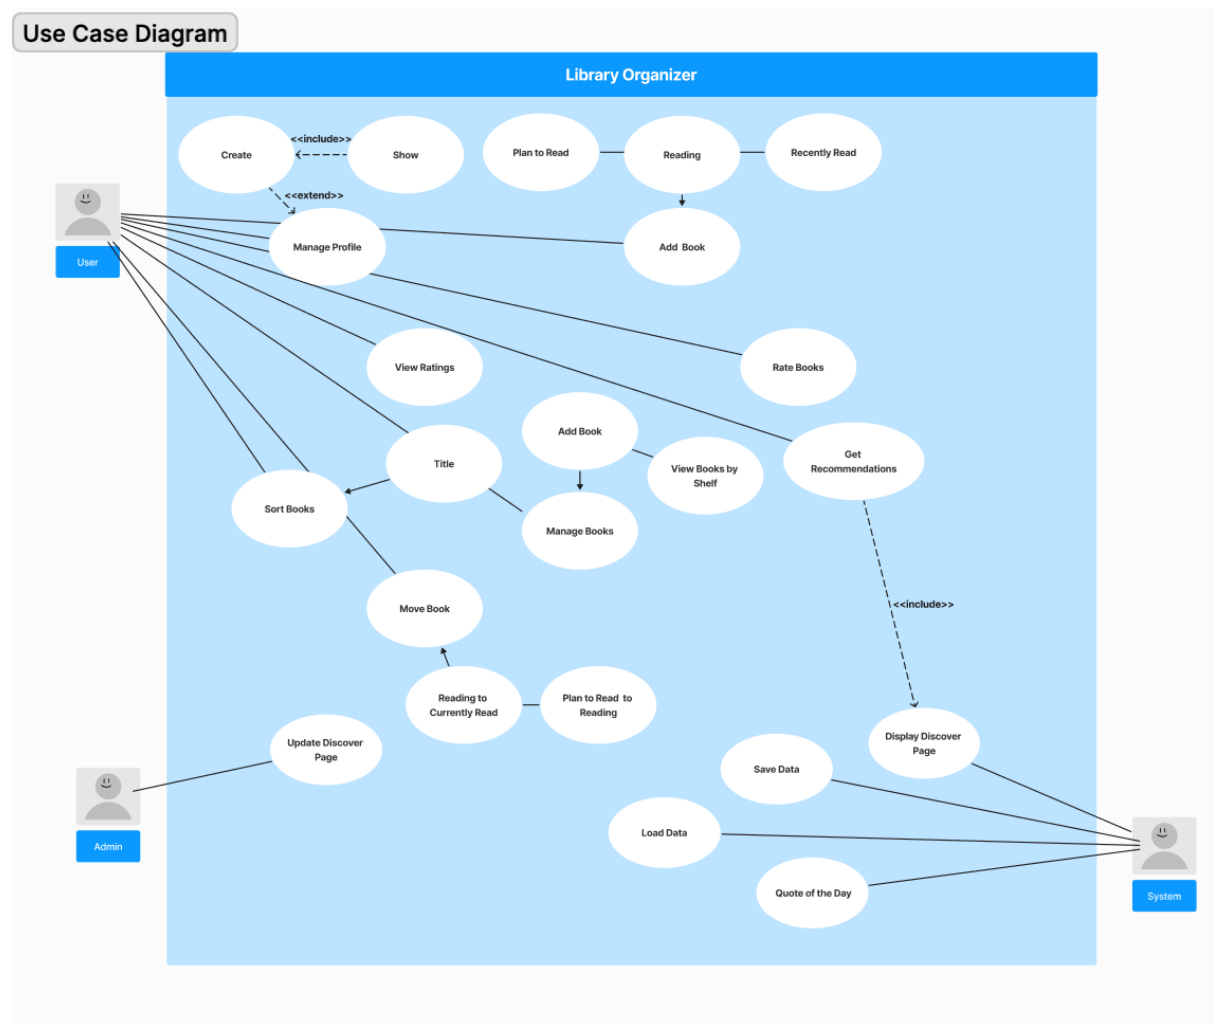 Use Case Diagram
Library Organizer
Create
<<include>>
Show
Plan to Read
Reading
Recently Read
<<extend>>
Manage Profile
Add Book
User
View Ratings
Rate Books
Add Book
Title
View Books by
Shelf
Get
Recommendations
Sort Books
Manage Books
Move Book
<<include>>
Reading to
Currently Read
Plan to Read to
Reading
Update Discover
Page
Display Discover
Page
Save Data
Load Data
Admin
Quote of the Day
System